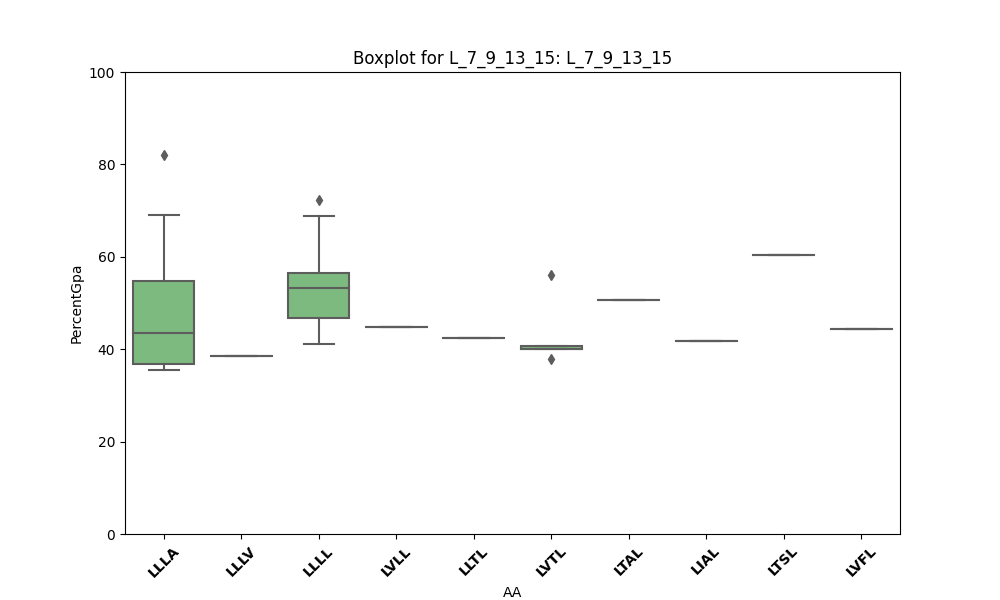 Boxplot for L_7_9_13_15: L_7_9_13_15
PercentGpa
100
80
60
40
20
0
LLLA LLLV LLLL LVLL LLTL LVTL LTAL LIAL LTSL LVFL
AA